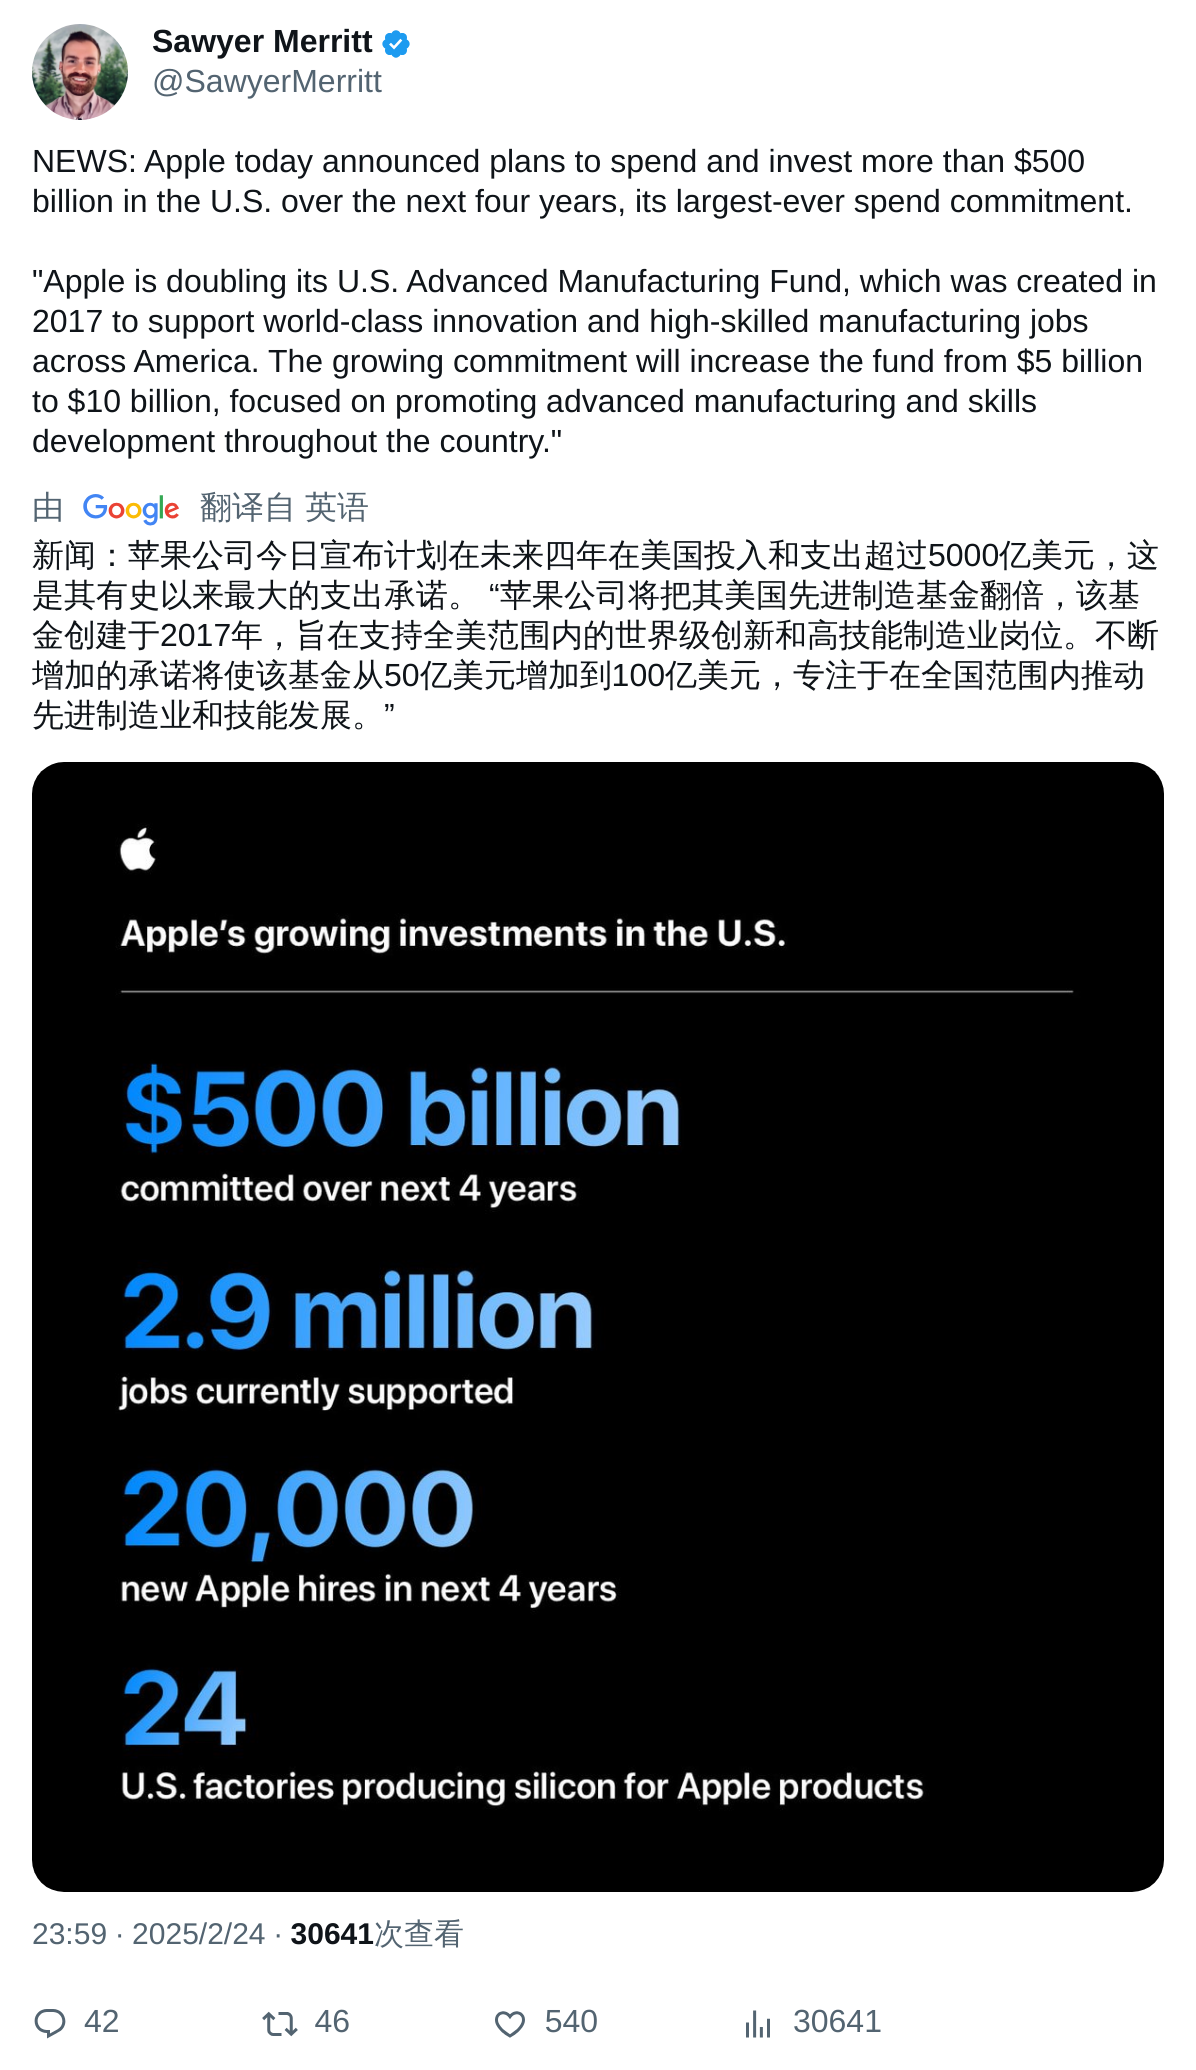 Sawyer Merritt
@SawyerMerritt
NEWS: Apple today announced plans to spend and invest more than $500
billion in the U.S. over the next four years, its largest-ever spend commitment.
"Apple is doubling its U.S. Advanced Manufacturing Fund, which was created in
2017 to support world-class innovation and high-skilled manufacturing jobs
across America. The growing commitment will increase the fund from $5 billion
to $10 billion, focused on promoting advanced manufacturing and skills
development throughout the country."
由 Google 翻译自 英语
新闻：苹果公司今日宣布计划在未来四年在美国投入和支出超过5000亿美元，这
是其有史以来最大的支出承诺。 “苹果公司将把其美国先进制造基金翻倍，该基
金创建于2017年，旨在支持全美范围内的世界级创新和高技能制造业岗位。不断
增加的承诺将使该基金从50亿美元增加到100亿美元，专注于在全国范围内推动
先进制造业和技能发展。”
Apple’s growing investments in the U.S.
$500 billion
committed over next 4 years
2.9 million
jobs currently supported
20,000
new Apple hires in next 4 years
24
U.S. factories producing silicon for Apple products
23:59 · 2025/2/24 · 30641次查看
42 46 540 30641